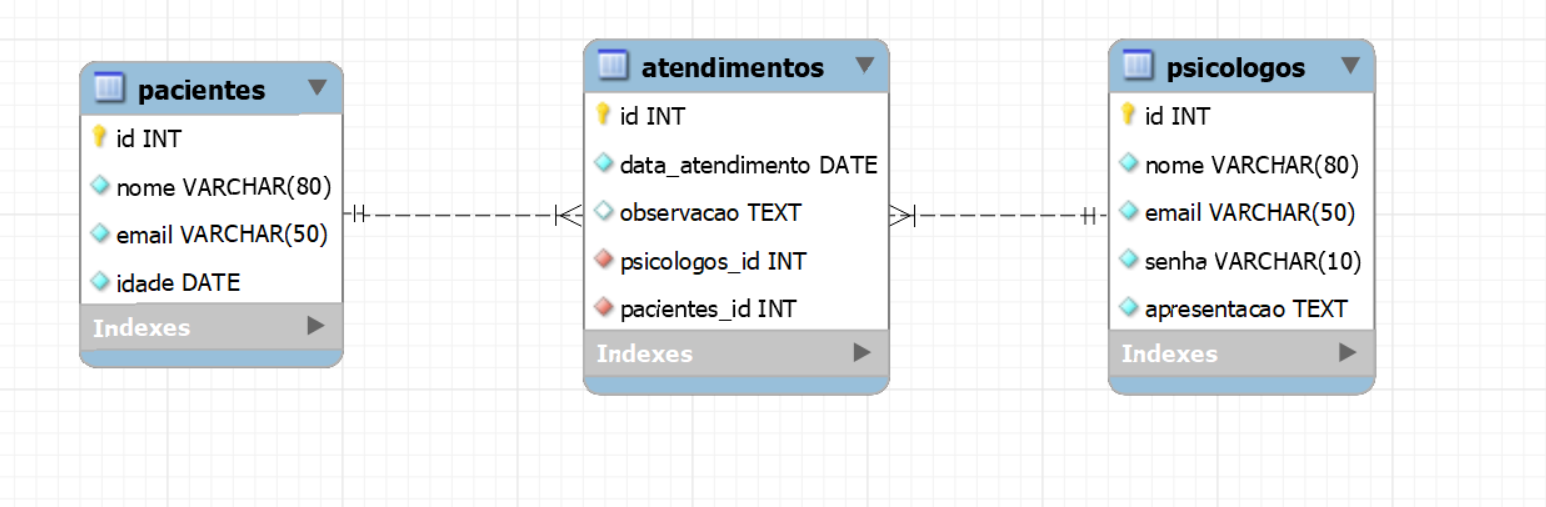 pacientes
id INT
nome VARCHAR(80)
email VARCHAR(50)
idade DATE
Indexes
atendimentos
id INT
data_atendimento DATE
observacao TEXT
psicologos_id INT
pacientes_id INT
Indexes
psicologos
id INT
nome VARCHAR(80)
email VARCHAR(50)
senha VARCHAR(10)
apresentacao TEXT
Indexes